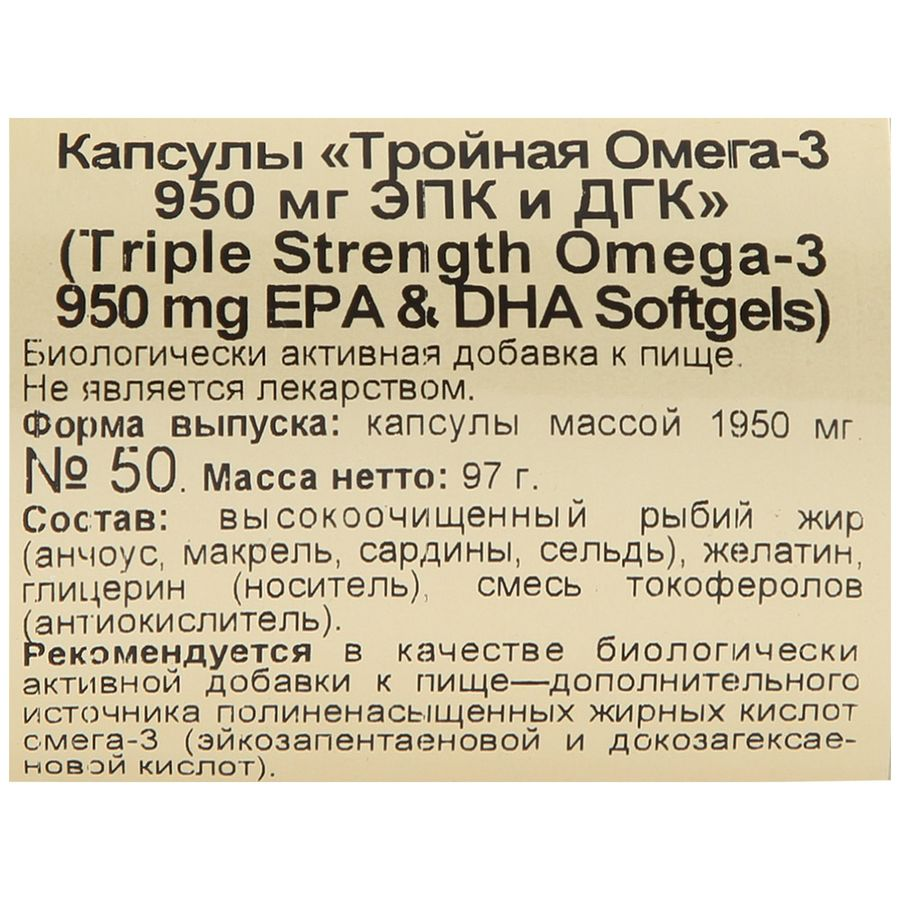 Капсулы «Тройная Омега-3
950 мг ЭПК и ДГК»
(Triple Strength Omega-3
950 mg EPA & DHA Softgels)
Биологически активная добавка к пище.
Не является лекарством.
Форма выпуска: капсулы массой 1950 мг.
№ 50. Масса нетто: 97 г.
Состав: высокоочищенный рыбий жир
(анчоус, макрель, сардины, сельдь), желатин,
глицерин (носитель), смесь токоферолов
(антиокислитель).
Рекомендуется в качестве биологически
активной добавки к пище—дополнительного
источника полиненасыщенных жирных кислот
омега-3 (эйкозапентаеновой и докозагексае-
новой кислот).